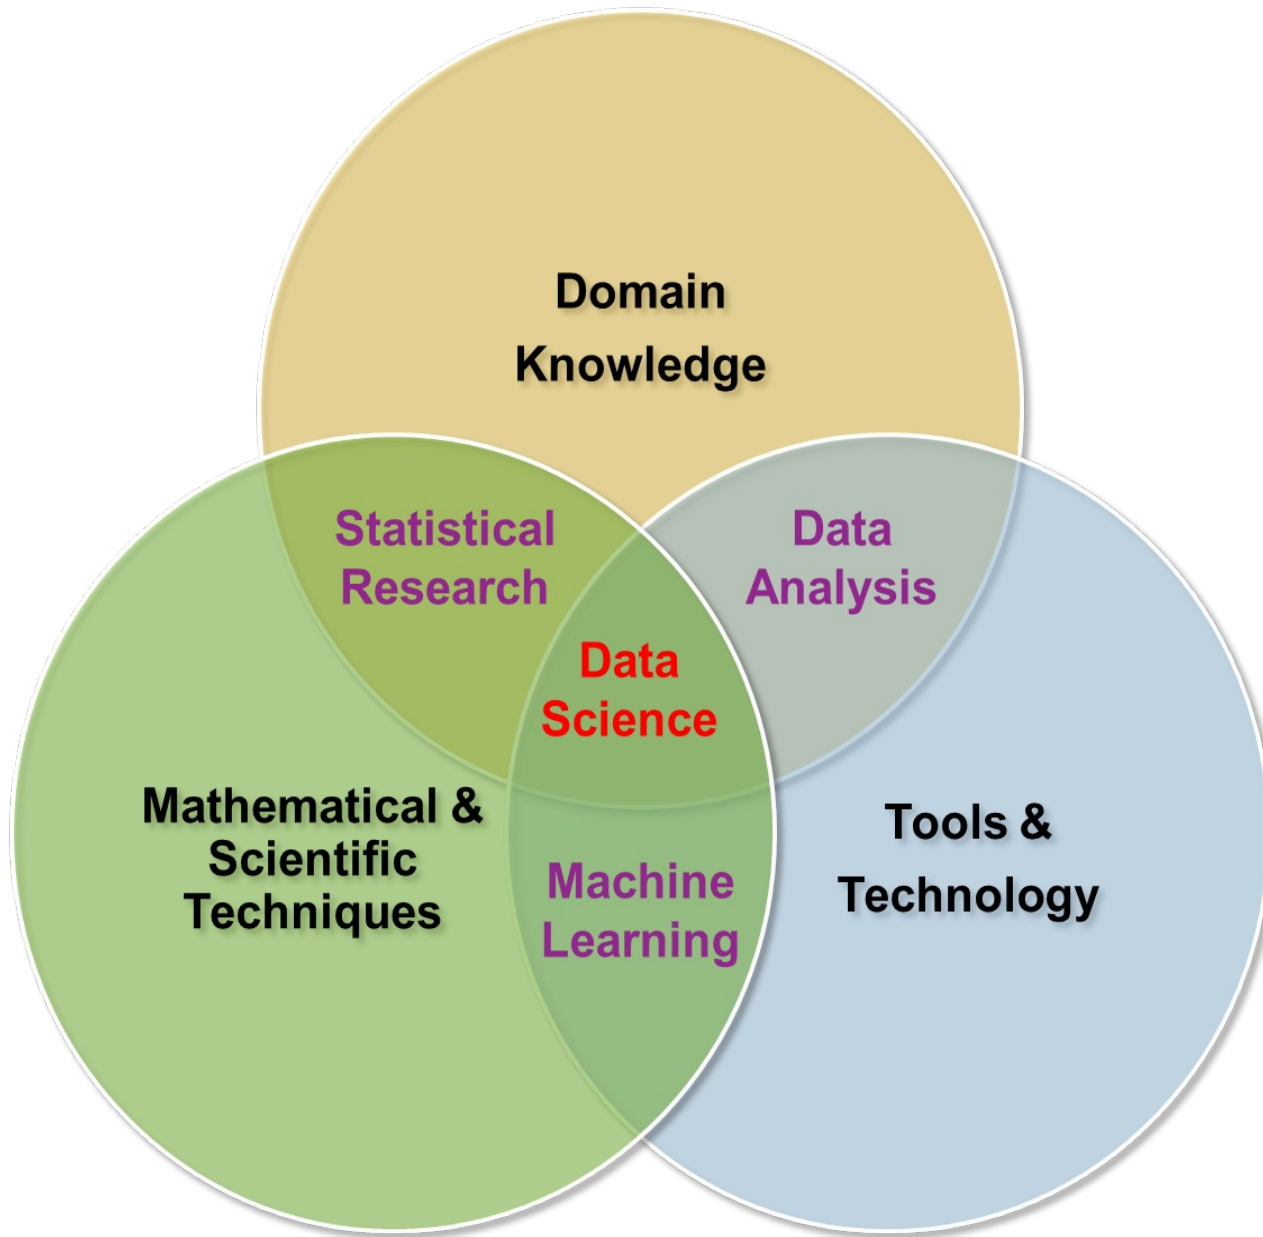 Domain
Knowledge
Statistical
Research
Data
Analysis
Data
Science
Mathematical &
Scientific
Techniques
Tools &
Technology
Machine
Learning